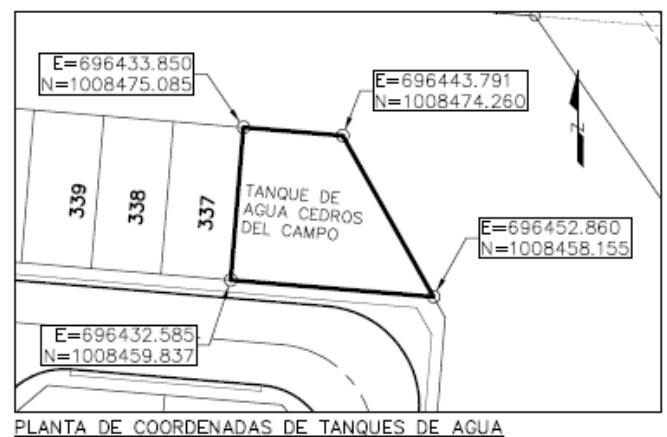 E=696433.850
N=1008475.085
E=696443.791
N=1008474.260
N
339
338
337
TANQUE DE
AGUA CEDROS
DEL CAMPO
E=696452.860
N=1008458.155
E=696432.585
N=1008459.837
PLANTA DE COORDENADAS DE TANQUES DE AGUA